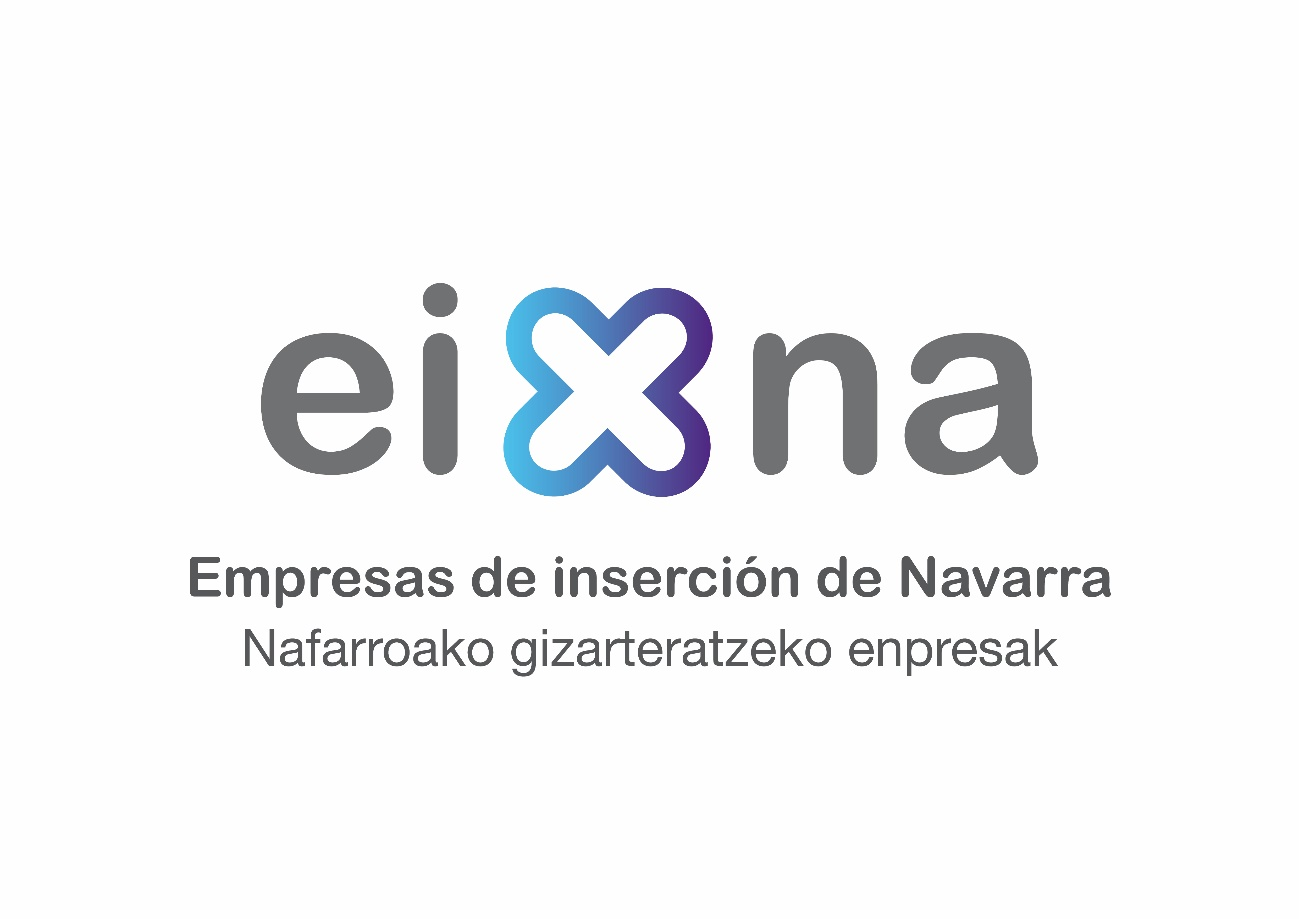 eixna
Empresas de inserción de Navarra
Nafarroako gizarteratzeko enpresak